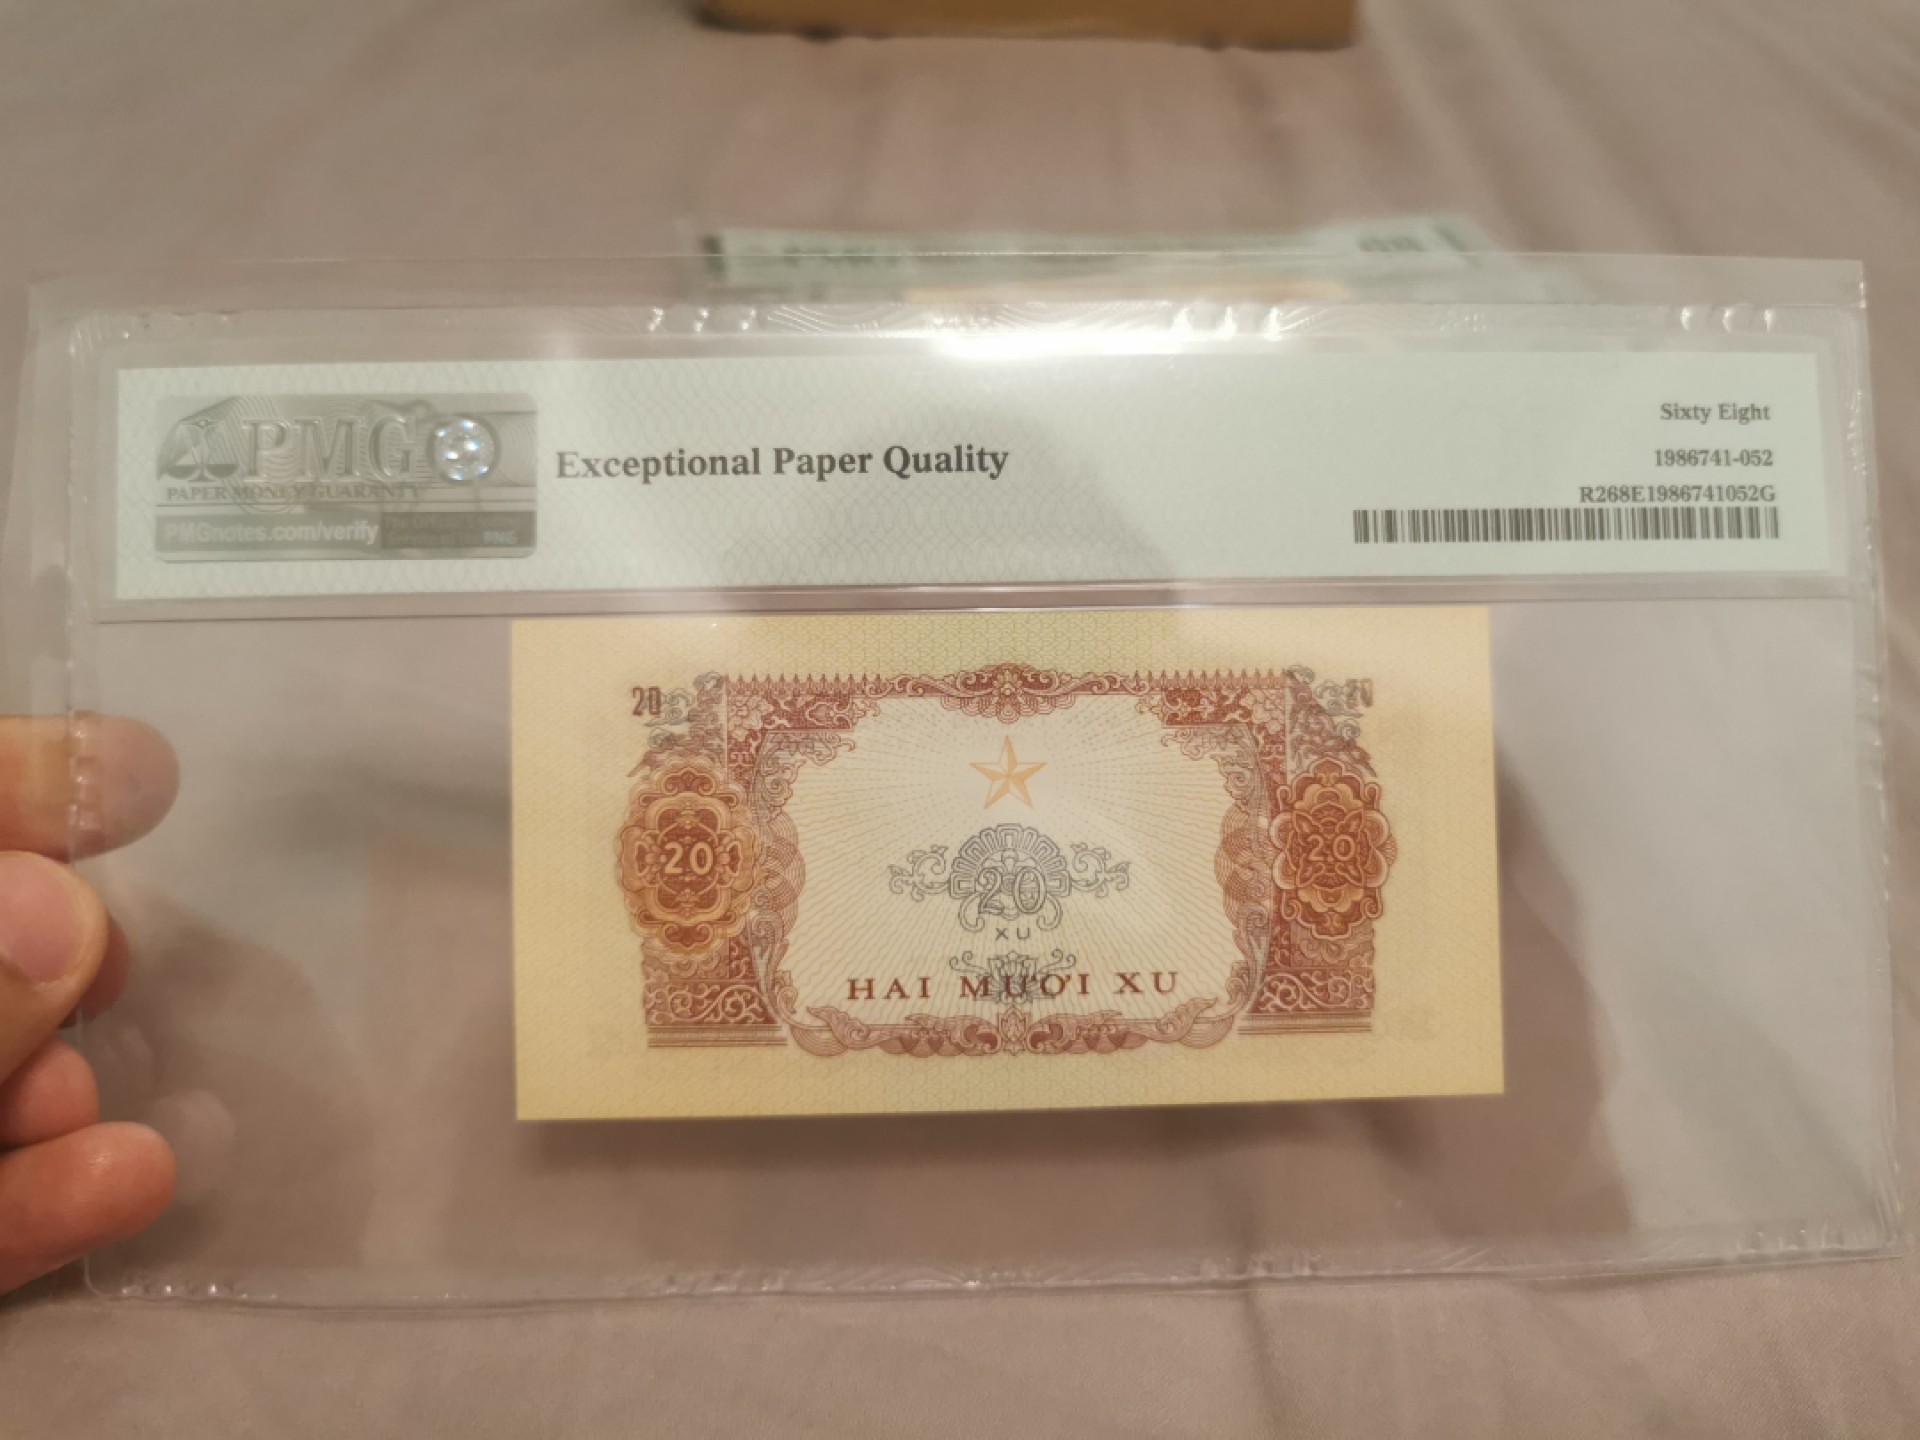 PMG
PAPER MONEY GUARANTY
PMGnotes.com/verify
PNG
Exceptional Paper Quality
Sixty Eight
1986741-052
R268E1986741052G
20
20
20
20
20
XU
HAI MƯƠI XU